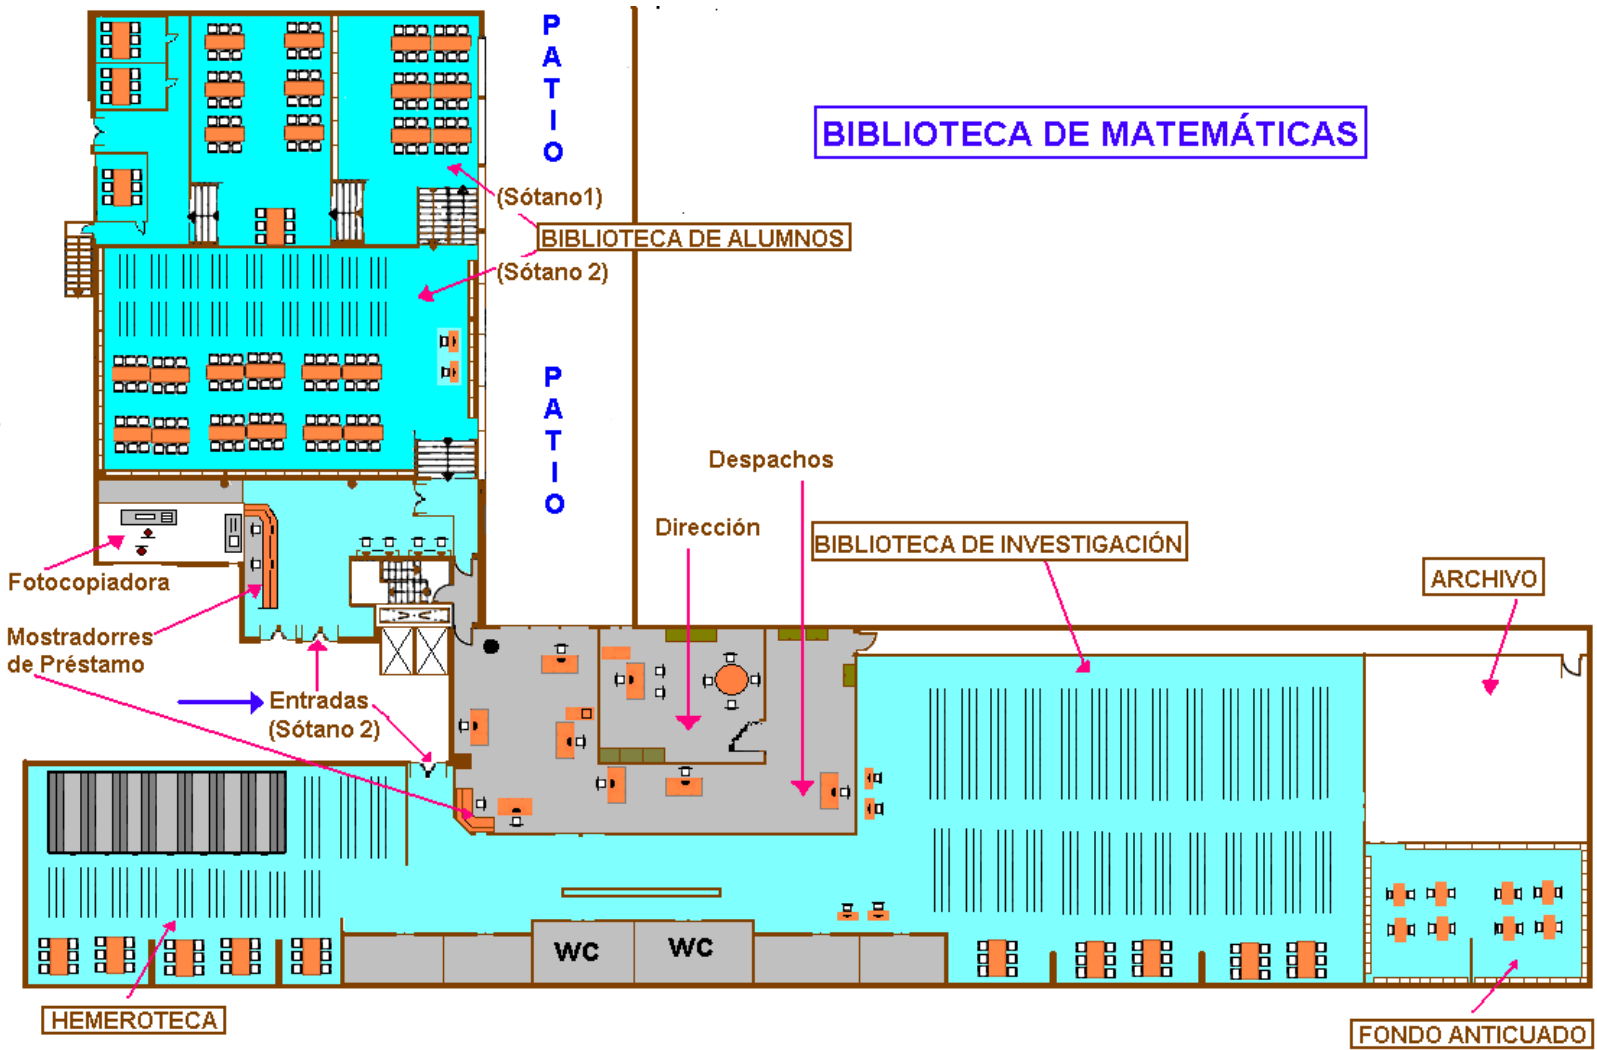 PATIO
BIBLIOTECA DE MATEMÁTICAS
(Sótano1)
BIBLIOTECA DE ALUMNOS
(Sótano 2)
PATIO
Despachos
Dirección
BIBLIOTECA DE INVESTIGACIÓN
ARCHIVO
Fotocopiadora
Mostradorres
de Préstamo
Entradas
(Sótano 2)
WC
WC
HEMEROTECA
FONDO ANTICUADO